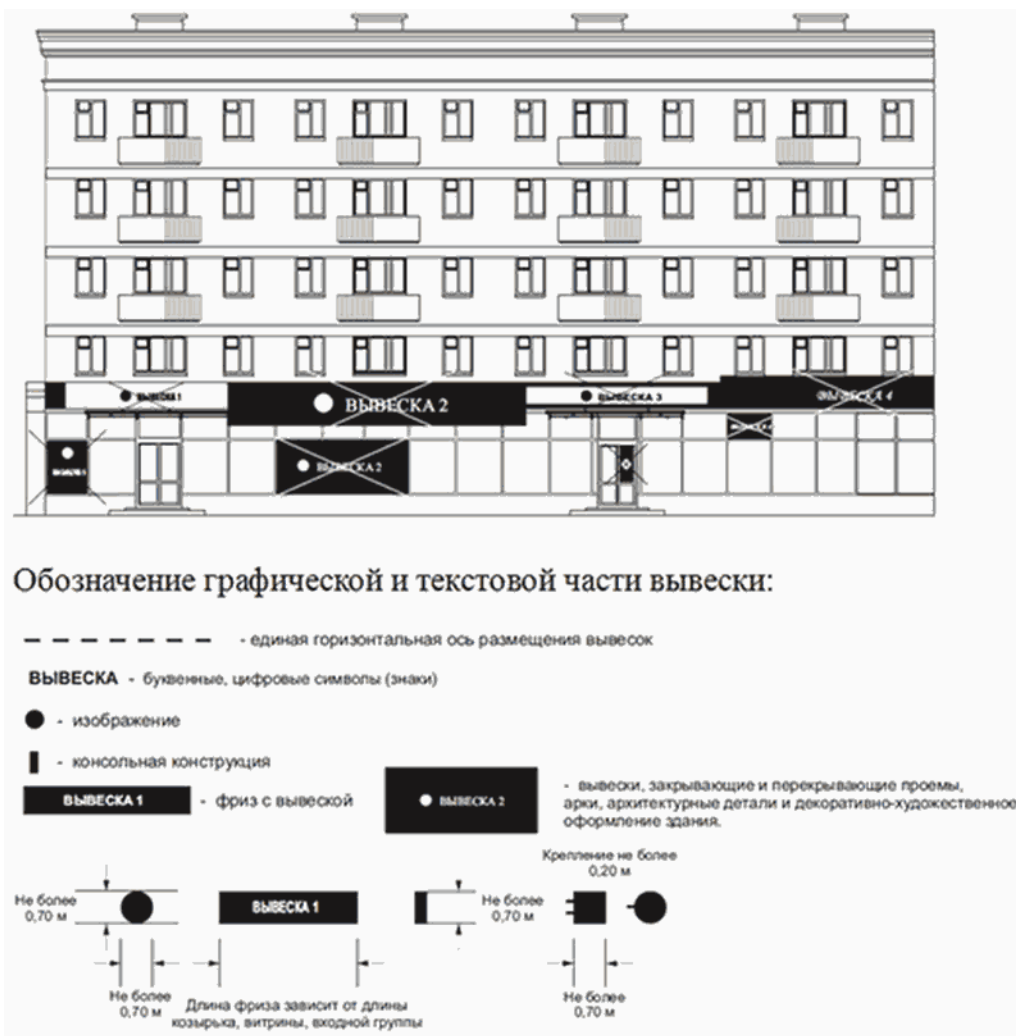 ВЫВЕСКА 1
ВЫВЕСКА 2
ВЫВЕСКА 3
ВЫВЕСКА 4
ВЫВЕСКА 2
Обозначение графической и текстовой части вывески:
- единая горизонтальная ось размещения вывесок
ВЫВЕСКА - буквенные, цифровые символы (знаки)
- изображение
- консольная конструкция
ВЫВЕСКА 1 - фриз с вывеской
ВЫВЕСКА 2
- вывески, закрывающие и перекрывающие проемы,
арки, архитектурные детали и декоративно-художественное
оформление здания.
Крепление не более
0,20 м
Не более
0,70 м
ВЫВЕСКА 1
Не более
0,70 м
Не более
0,70 м
Длина фриза зависит от длины
козырька, витрины, входной группы
Не более
0,70 м